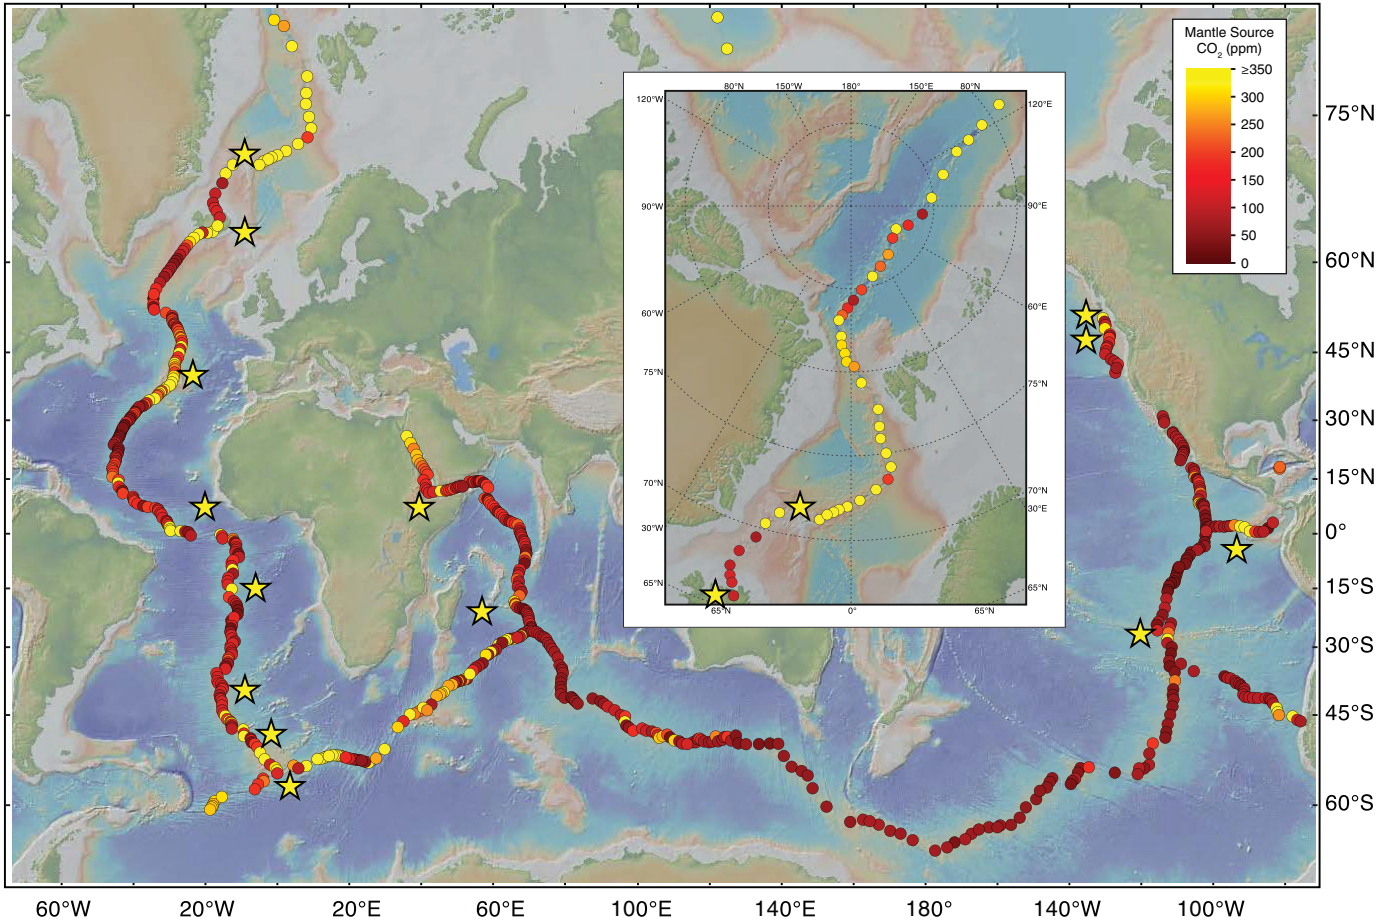 Mantle Source
CO2 (ppm)
≥350
300
250
200
150
100
50
0
80°N
150°W
180°
150°E
80°N
120°W
120°E
90°W
90°E
60°W
60°E
75°W
75°N
70°N
70°N
30°W
30°E
65°N
65°N
65°N
0°
65°N
75°N
60°N
45°N
30°N
15°N
0°
15°S
30°S
45°S
60°S
60°W
20°W
20°E
60°E
100°E
140°E
180°
140°W
100°W